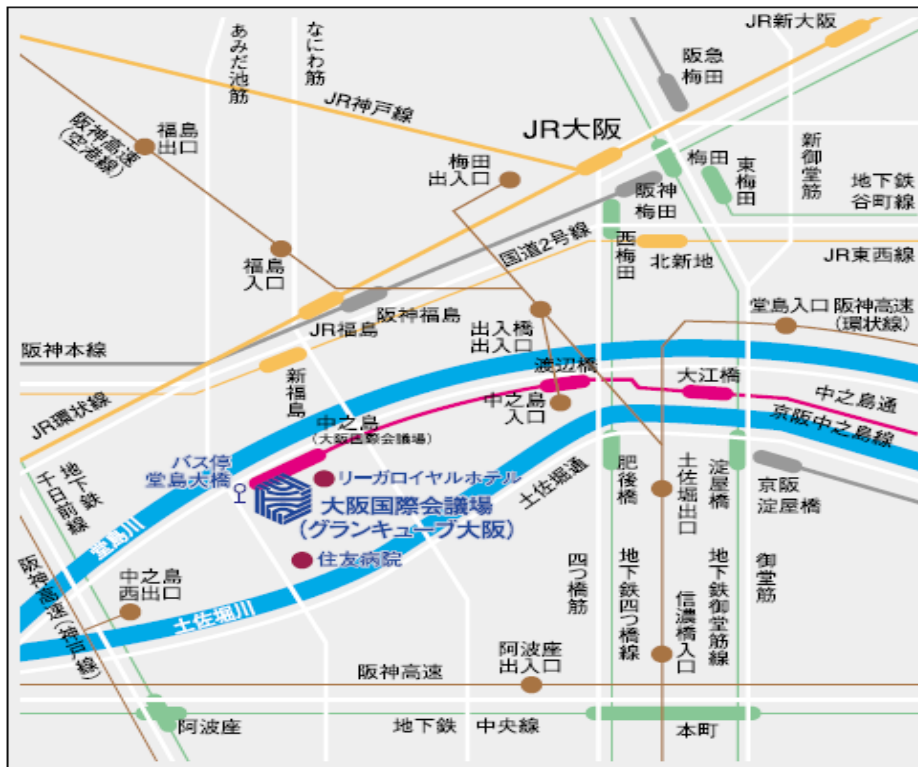 JR新大阪
あみだ池筋
なにわ筋
阪急
梅田
JR神戸線
JR大阪
阪神高速
(空港線)
福島
出口
梅田
出入口
梅田
東梅田
新御堂筋
阪神
梅田
地下鉄
谷町線
西梅田
国道2号線
北新地
JR東西線
福島
入口
阪神福島
JR福島
出入橋
出入口
堂島入口
阪神高速
(環状線)
阪神本線
新福島
渡辺橋
大江橋
中之島
入口
中之島通
京阪中之島線
JR環状線
中之島
(大阪国際会議場)
バス停
堂島大橋
リーガロイヤルホテル
大阪国際会議場
(グランキューブ大阪)
土佐堀通
肥後橋
土佐堀出口
淀屋橋
京阪
淀屋橋
地下鉄
千日前線
堂島川
住友病院
阪神高速(神戸線)
中之島
西出口
土佐堀川
四つ橋筋
地下鉄四つ橋線
信濃橋入口
地下鉄御堂筋線
御堂筋
阪神高速
阿波座
出入口
阿波座
地下鉄 中央線
本町